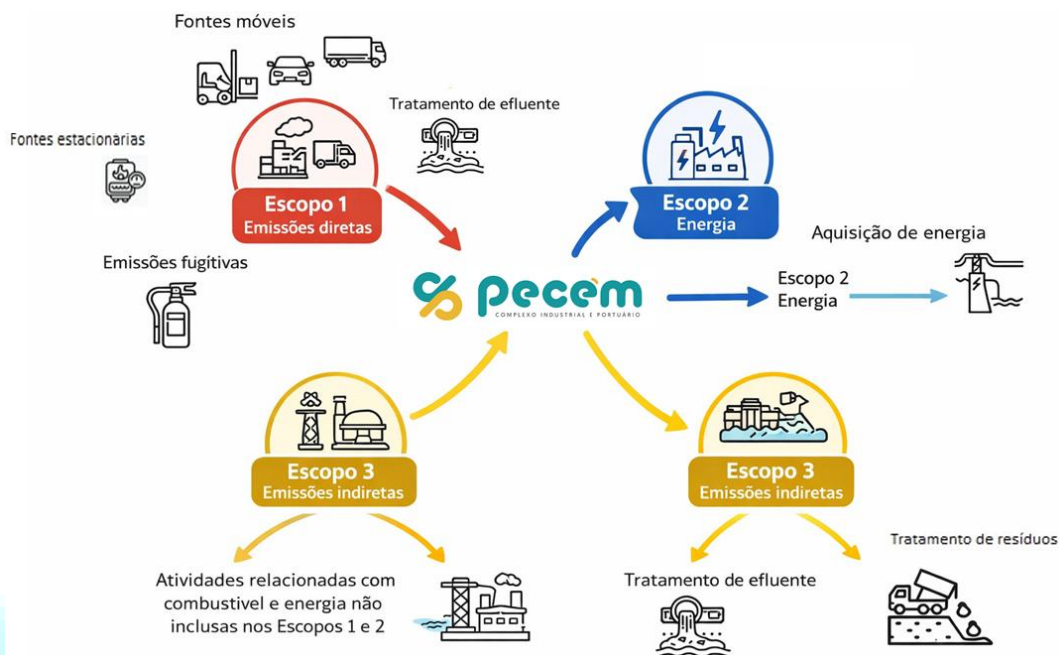 Fontes móveis
Tratamento de efluente
Fontes estacionárias
Escopo 1
Emissões diretas
Emissões fugitivas
Escopo 2
Energia
Aquisição de energia
Escopo 2
Energia
pecém
COMPLEXO INDUSTRIAL E PORTUÁRIO
Escopo 3
Emissões indiretas
Atividades relacionadas com
combustivel e energia não
inclusas nos Escopos 1 e 2
Escopo 3
Emissões indiretas
Tratamento de efluente
Tratamento de resíduos